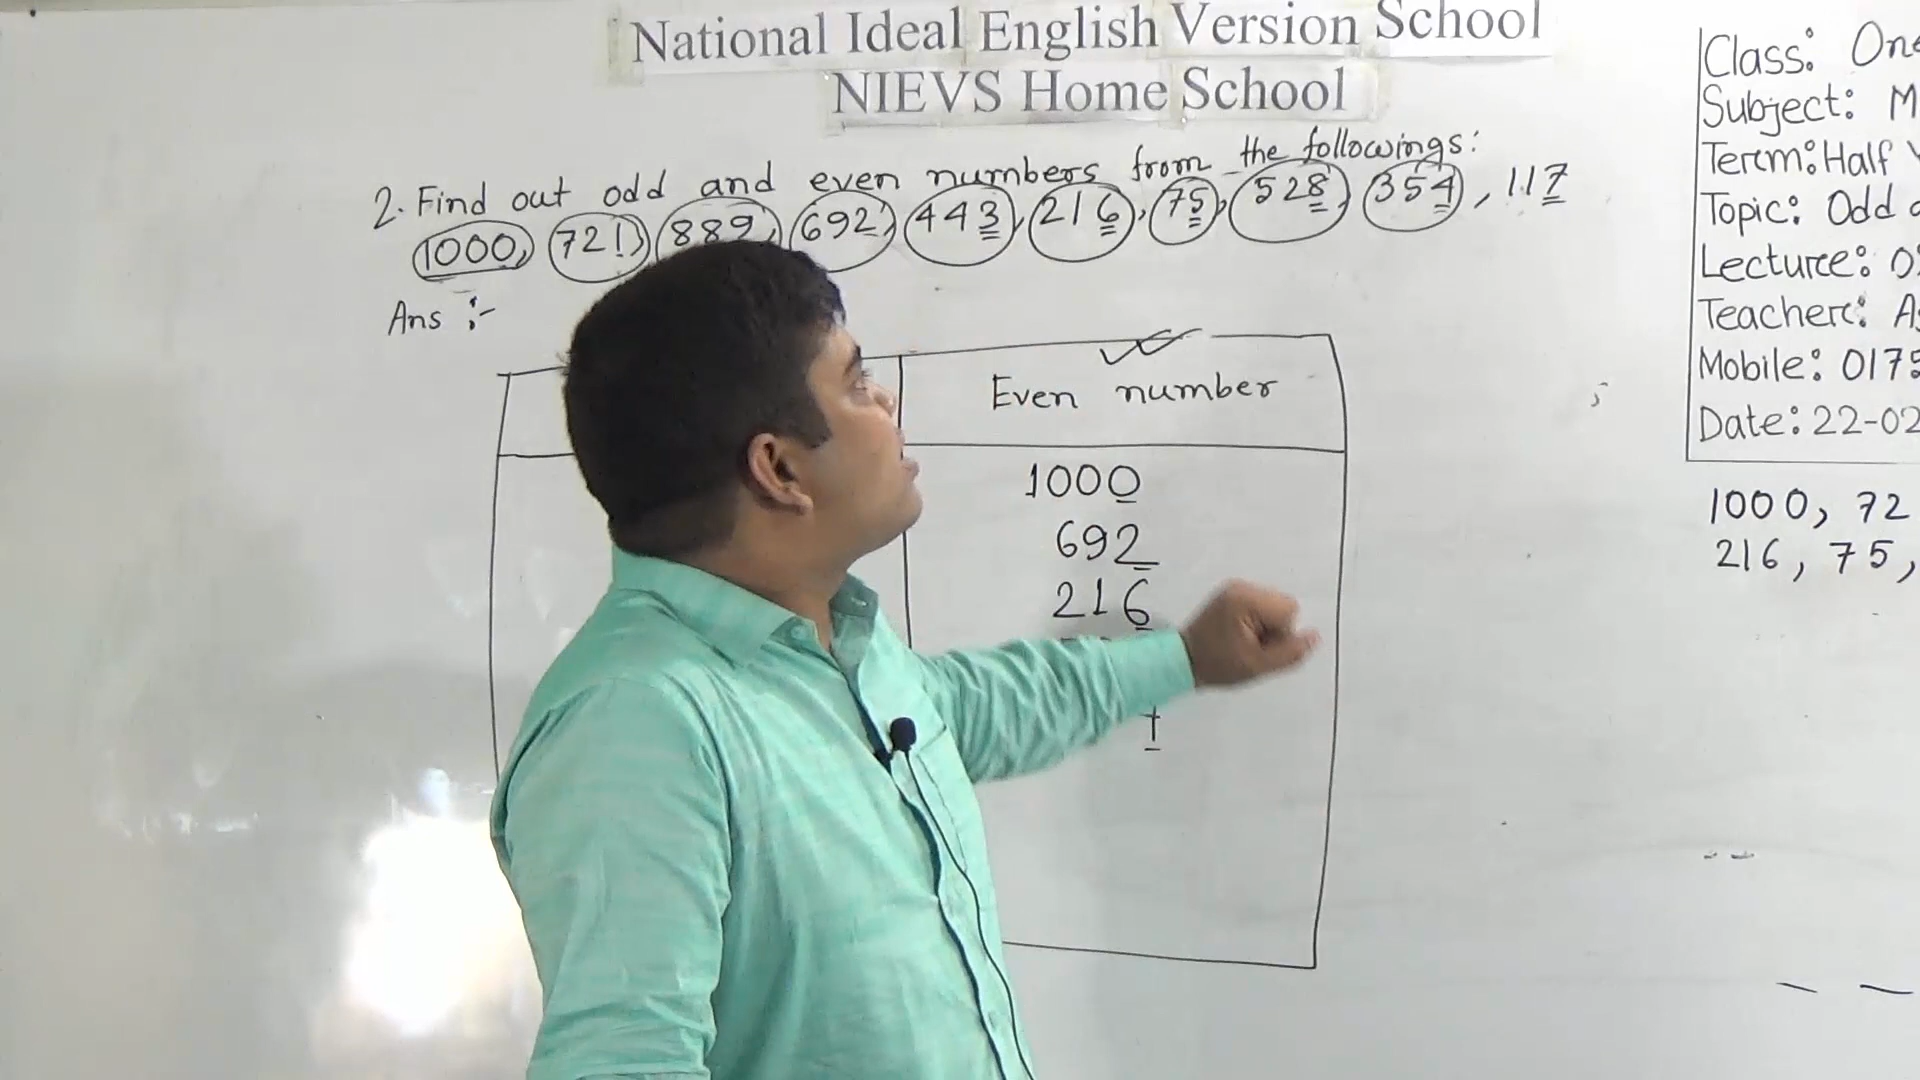 National Ideal English Version School
NIEVS Home School
2. Find out odd and even numbers from the followings:
1000, 721, 889, 692, 443, 216, 75, 528, 354, 117
Ans :-
Even number
1000
692
216
Class: One
Subject: M
Term: Half Y
Topic: Odd
Lecture: 0
Teacher: A
Mobile: 0175
Date: 22-02
1000, 72
216, 75,